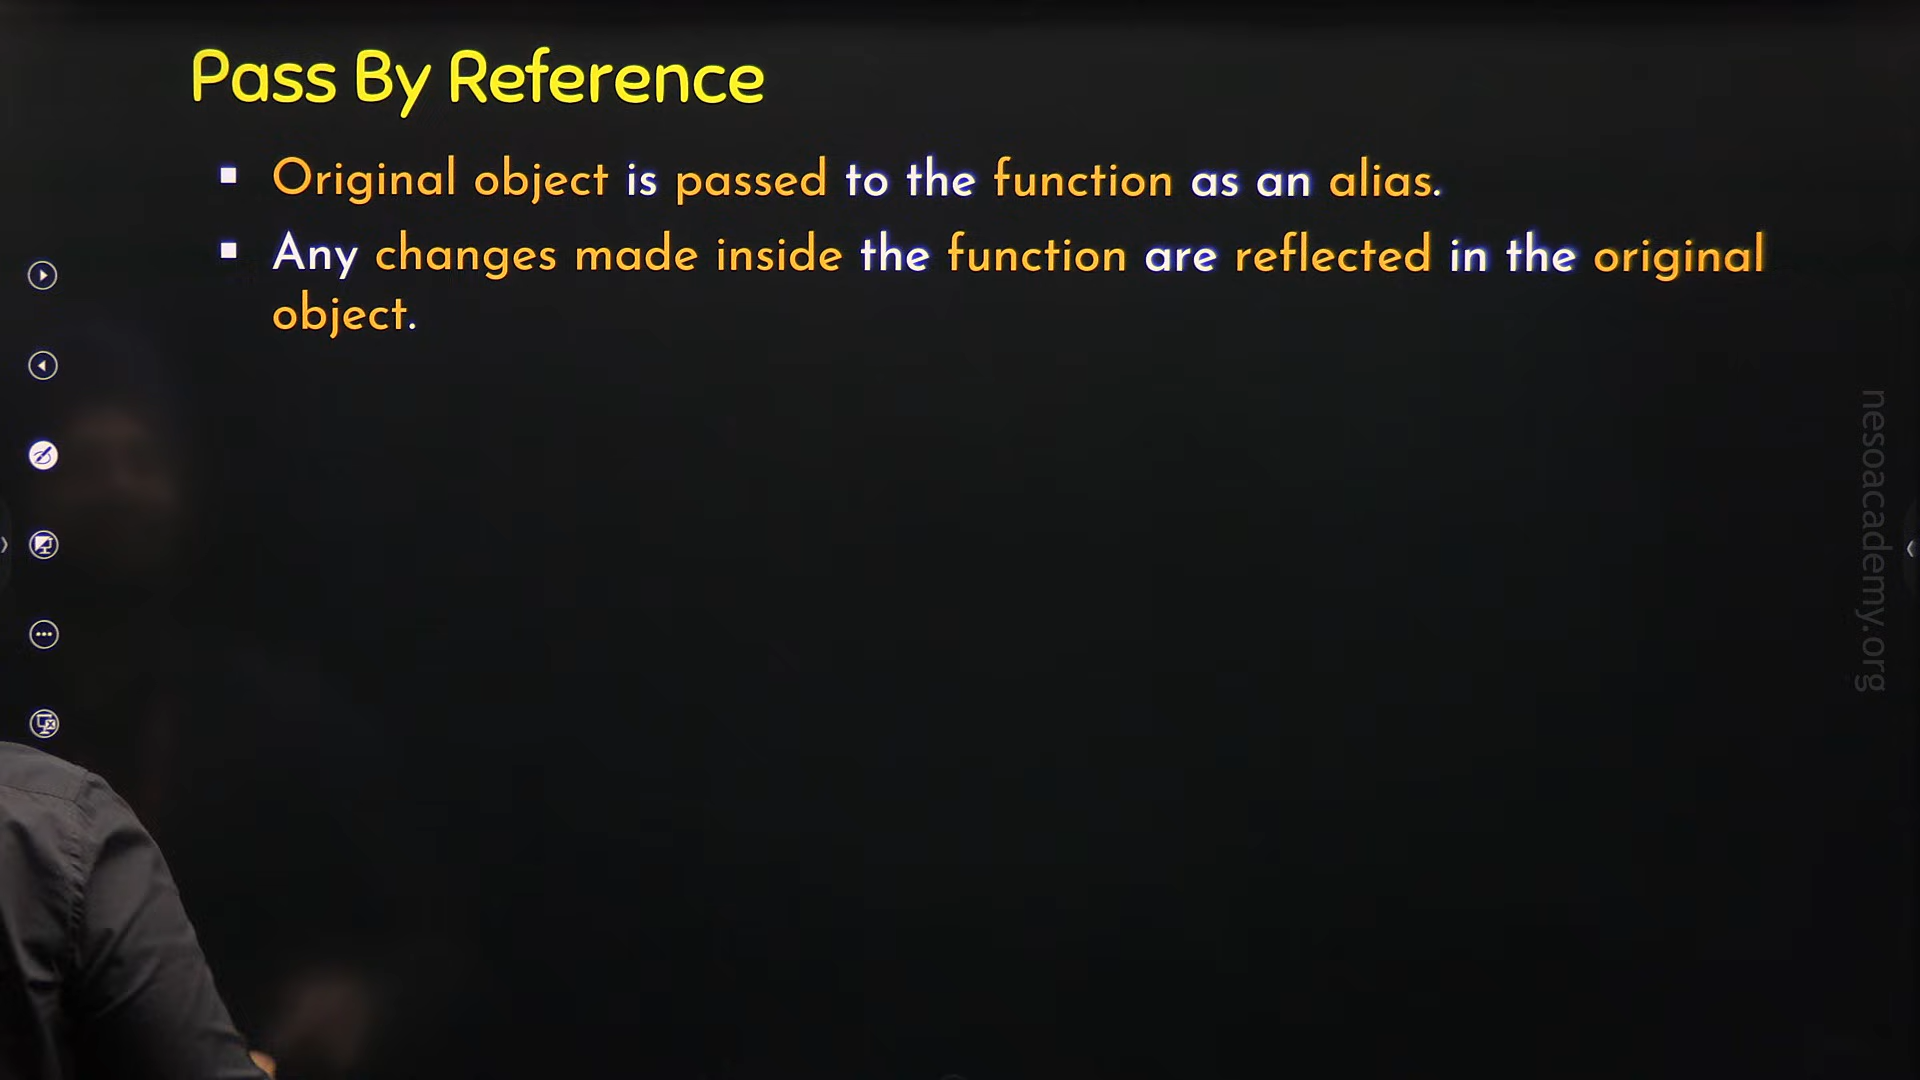 Pass By Reference
▪ Original object is passed to the function as an alias.
▪ Any changes made inside the function are reflected in the original
object.
nesoacademy.org